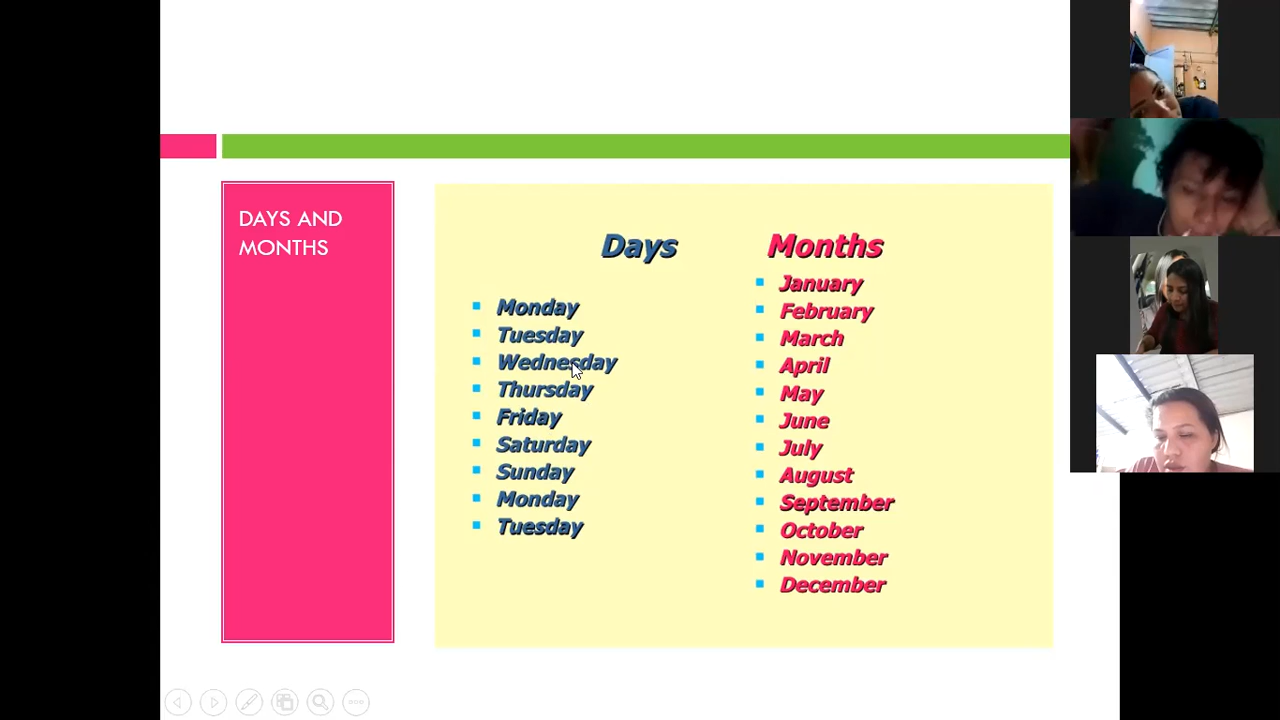 DAYS AND
MONTHS
Days
Monday
Tuesday
Wednesday
Thursday
Friday
Saturday
Sunday
Monday
Tuesday
Months
January
February
March
April
May
June
July
August
September
October
November
December